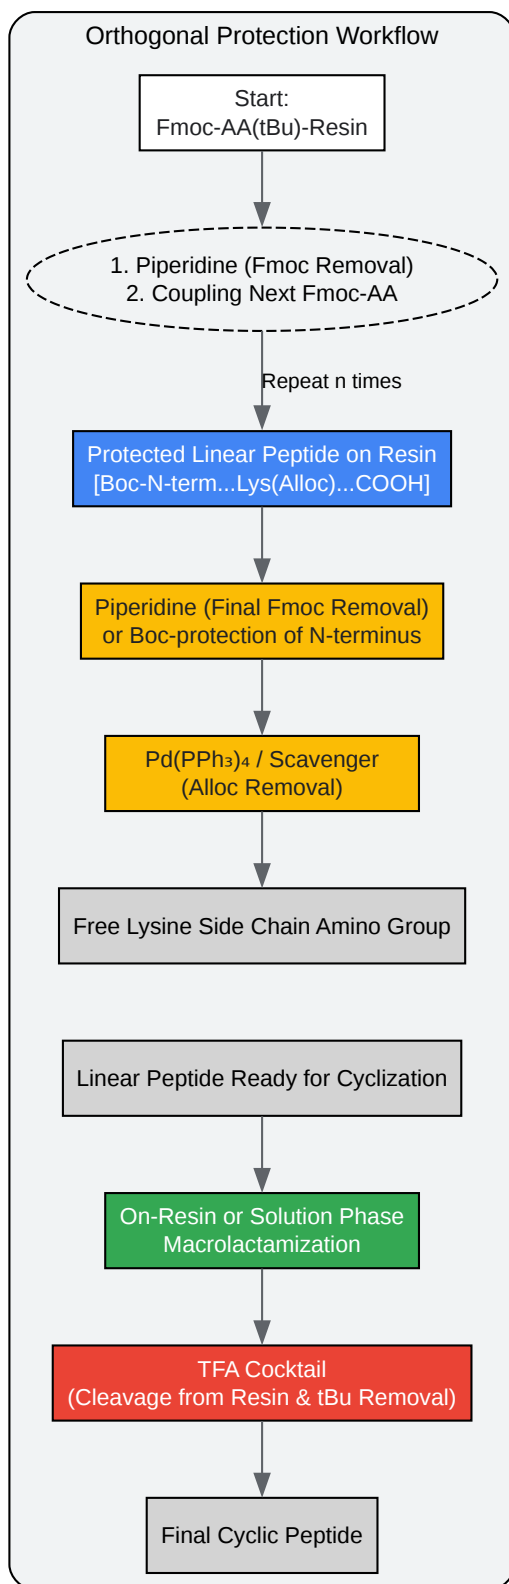 Orthogonal Protection Workflow
Start:
Fmoc-AA(tBu)-Resin
1. Piperidine (Fmoc Removal)
2. Coupling Next Fmoc-AA
Repeat n times
Protected Linear Peptide on Resin
[Boc-N-term...Lys(Alloc)...COOH]
Piperidine (Final Fmoc Removal)
or Boc-protection of N-terminus
Pd(PPh₃)₄ / Scavenger
(Alloc Removal)
Free Lysine Side Chain Amino Group
Linear Peptide Ready for Cyclization
On-Resin or Solution Phase
Macrolactamization
TFA Cocktail
(Cleavage from Resin & tBu Removal)
Final Cyclic Peptide